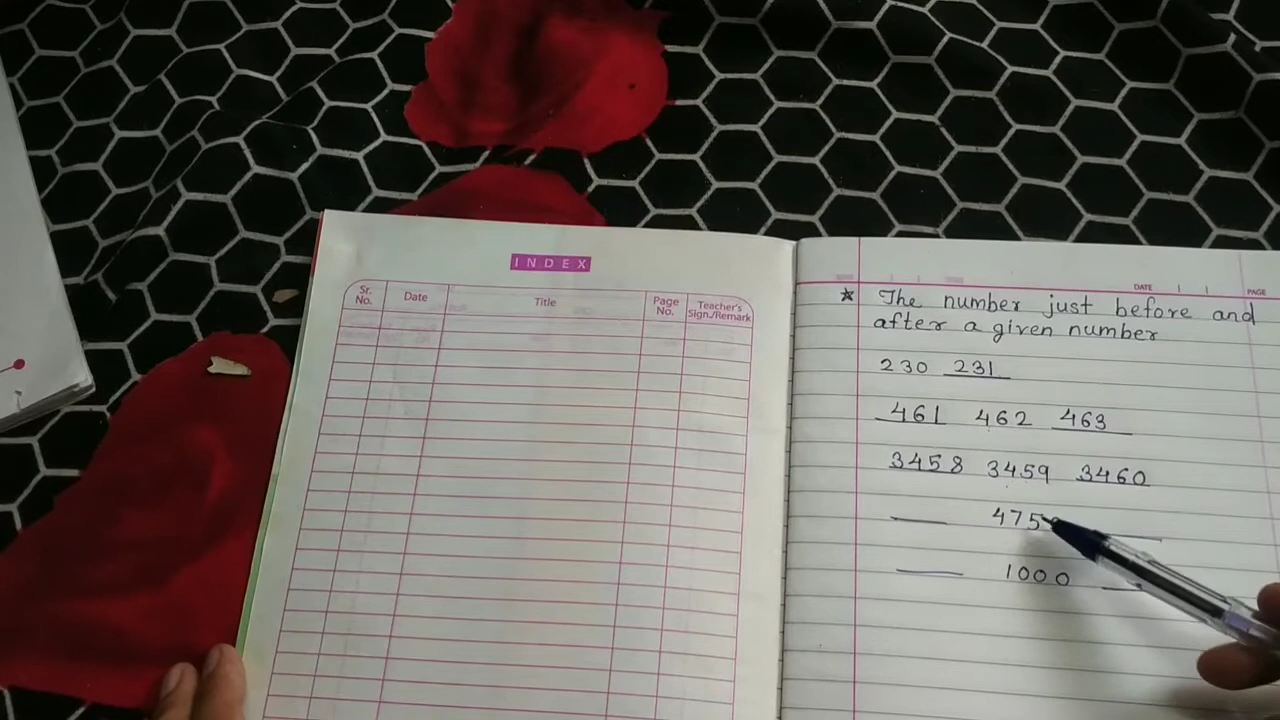 INDEX
Sr. No.
Date
Title
Page No.
Teacher's Sign./Remark
DATE
PAGE
* The number just before and
after a given number
230 231
461 462 463
3458 3459 3460
1000